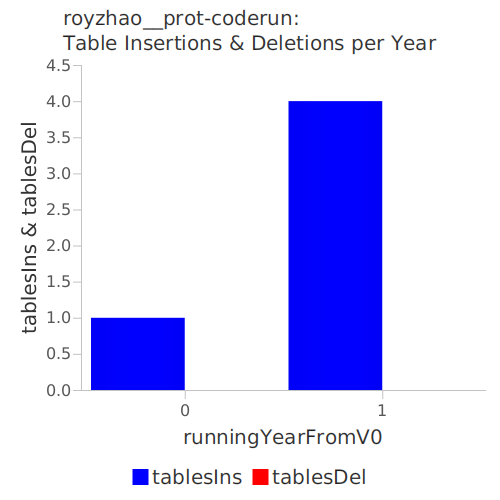 royzhao__prot-coderun:
Table Insertions & Deletions per Year
4.5
4.0
3.5
3.0
2.5
2.0
1.5
1.0
0.5
0.0
tablesIns & tablesDel
0 1
runningYearFromV0
tablesIns tablesDel